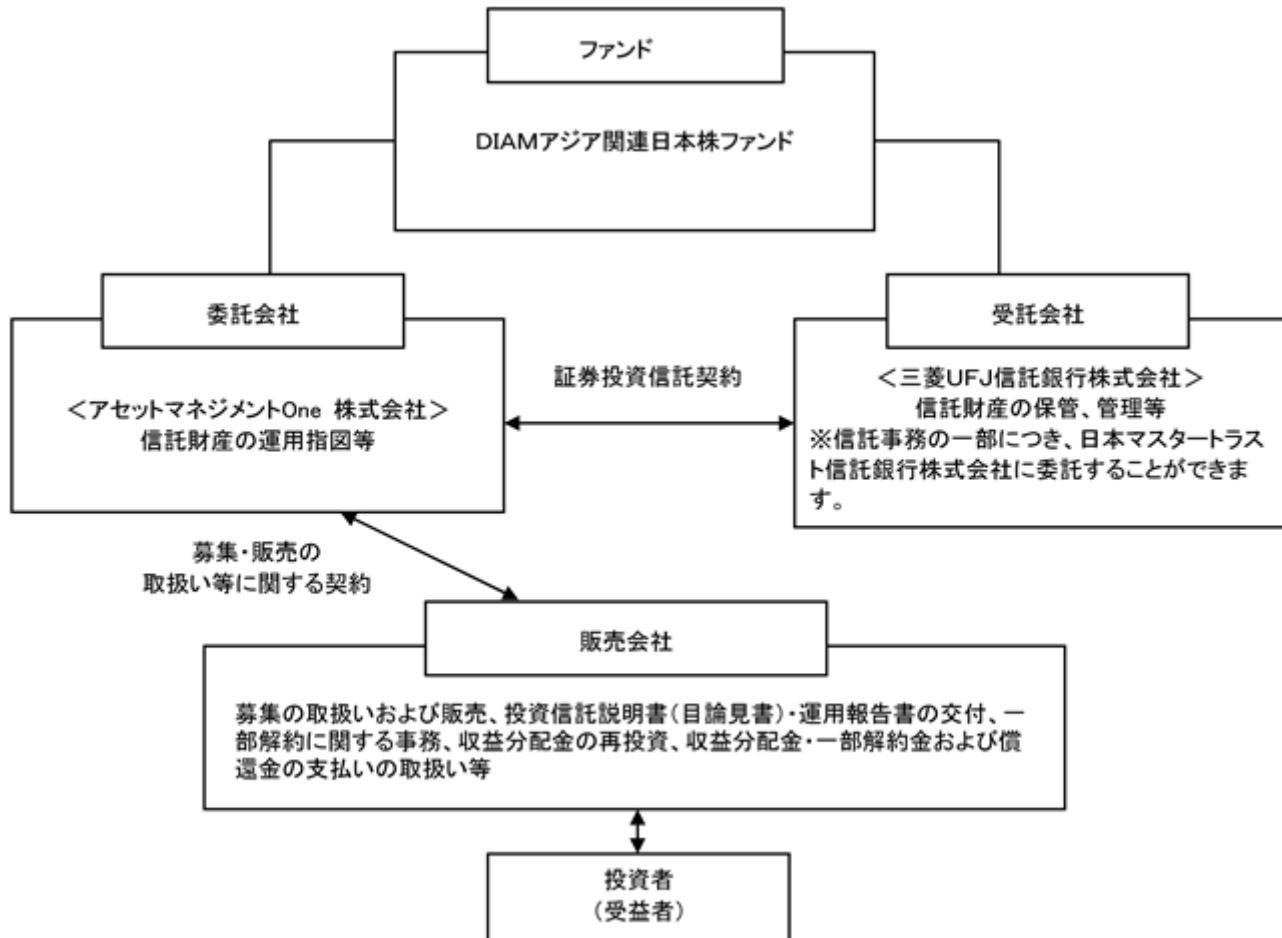 ファンド
DIAMアジア関連日本株ファンド
委託会社
＜アセットマネジメントOne 株式会社＞
信託財産の運用指図等
証券投資信託契約
受託会社
＜三菱UFJ信託銀行株式会社＞
信託財産の保管、管理等
※信託事務の一部につき、日本マスタートラス
ト信託銀行株式会社に委託することができま
す。
募集・販売の
取扱い等に関する契約
販売会社
募集の取扱いおよび販売、投資信託説明書（目論見書）・運用報告書の交付、一
部解約に関する事務、収益分配金の再投資、収益分配金・一部解約金および償
還金の支払いの取扱い等
投資者
（受益者）